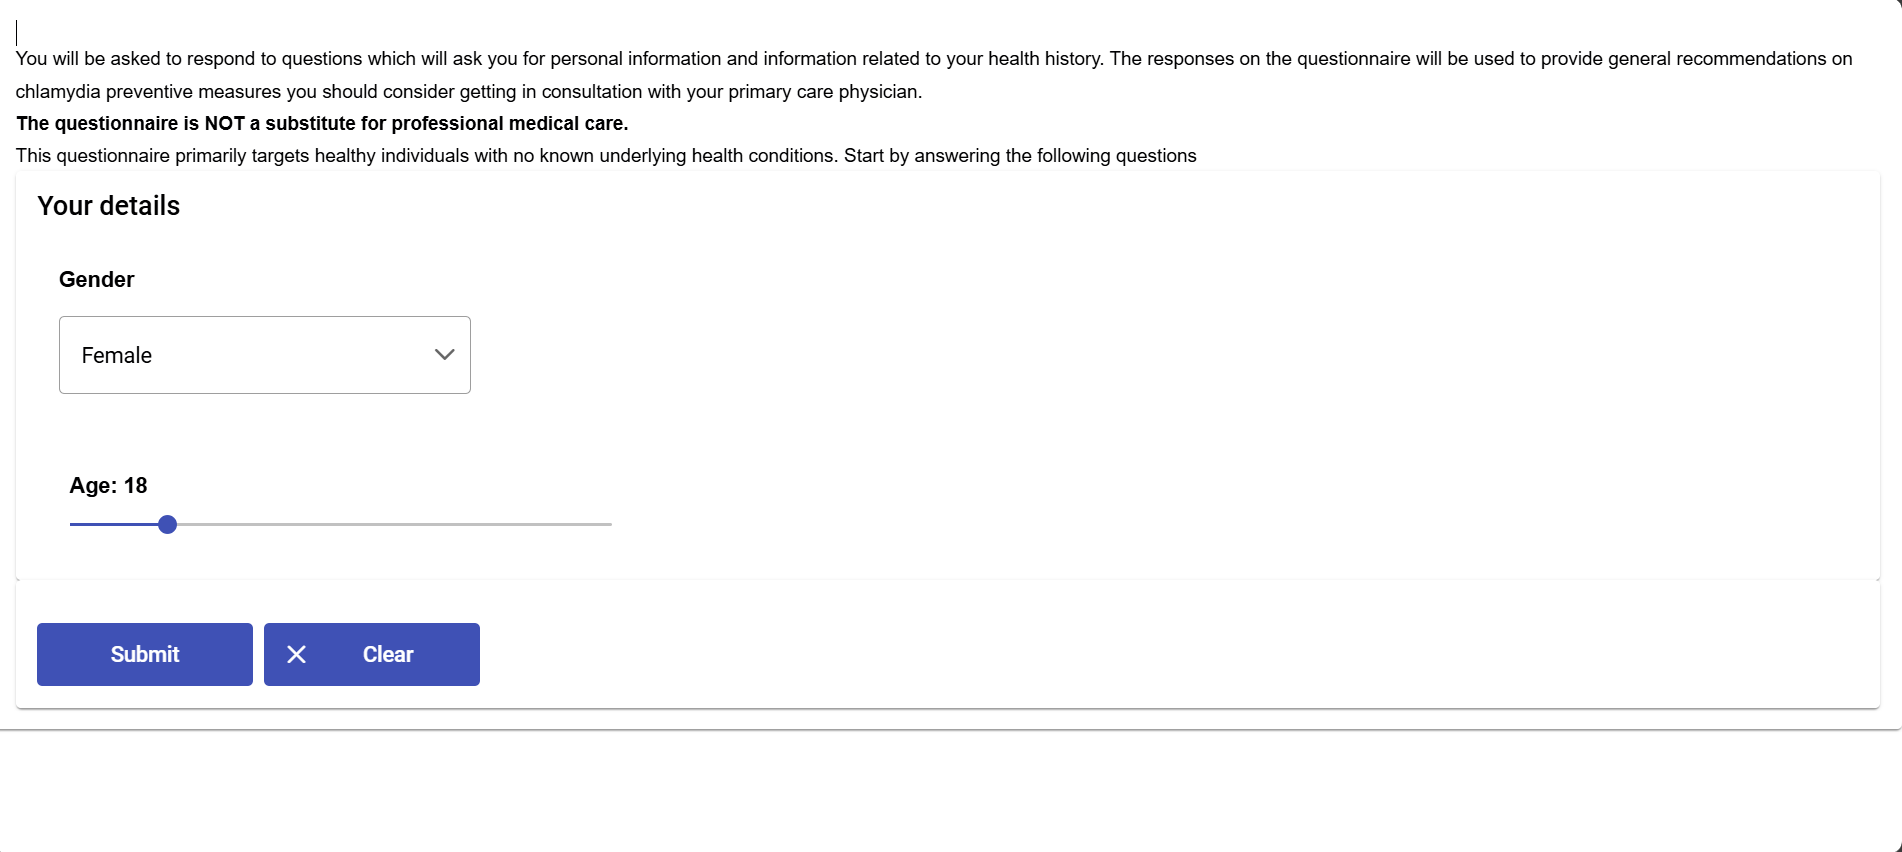 You will be asked to respond to questions which will ask you for personal information and information related to your health history. The responses on the questionnaire will be used to provide general recommendations on
chlamydia preventive measures you should consider getting in consultation with your primary care physician.
The questionnaire is NOT a substitute for professional medical care.
This questionnaire primarily targets healthy individuals with no known underlying health conditions. Start by answering the following questions
Your details
Gender
Female
Age: 18
Submit
Clear